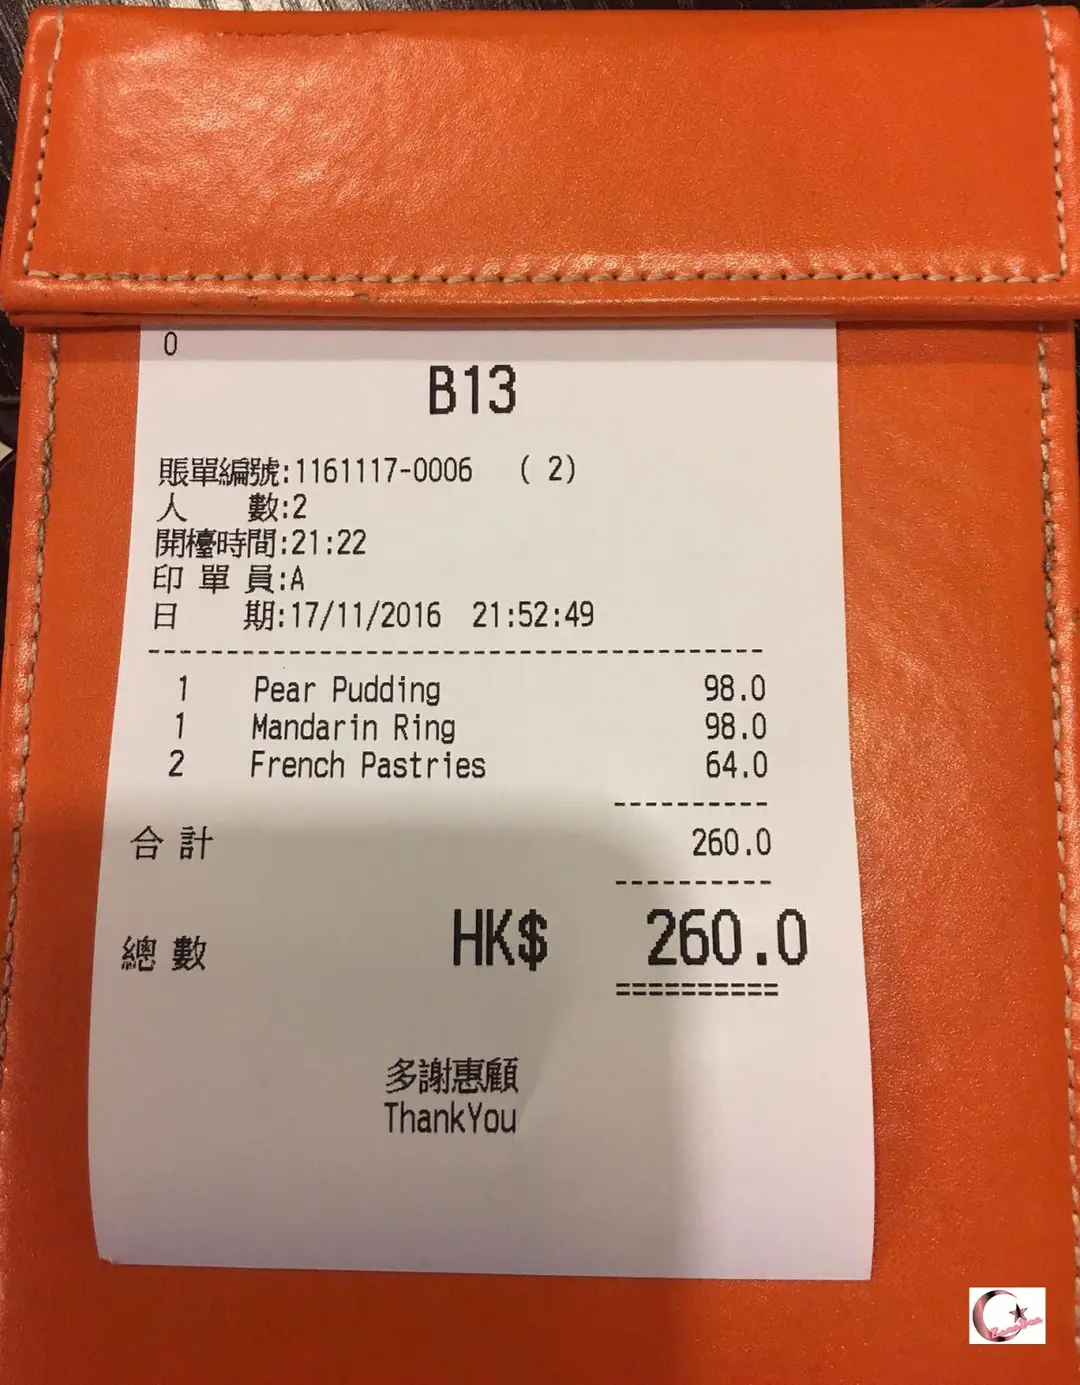 0
B13
賬單編號:1161117-0006 ( 2)
人 數:2
開檯時間:21:22
印 單 員:A
日 期:17/11/2016 21:52:49
----------------------------------------
1 Pear Pudding 98.0
1 Mandarin Ring 98.0
2 French Pastries 64.0
----------
合 計 260.0
----------
總 數 HK$ 260.0
==========
多謝惠顧
ThankYou